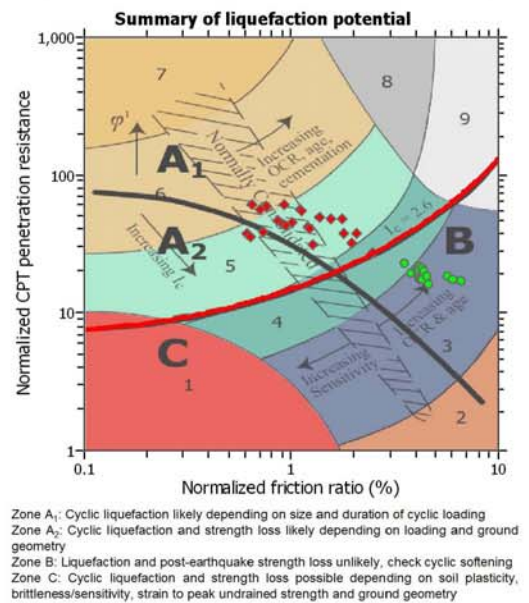 Summary of liquefaction potential
Normalized CPT penetration resistance
1,000
100
10
1
7
8
9
φ'
A1
Normally
Consolidated
Increasing
OCR, age,
cementation
6
A2
Increasing Ic
5
Ic = 2.6
B
4
Increasing
OCR & age
3
C
1
Increasing
Sensitivity
2
0.1
1
10
Normalized friction ratio (%)
Zone A1: Cyclic liquefaction likely depending on size and duration of cyclic loading
Zone A2: Cyclic liquefaction and strength loss likely depending on loading and ground
geometry
Zone B: Liquefaction and post-earthquake strength loss unlikely, check cyclic softening
Zone C: Cyclic liquefaction and strength loss possible depending on soil plasticity,
brittleness/sensitivity, strain to peak undrained strength and ground geometry